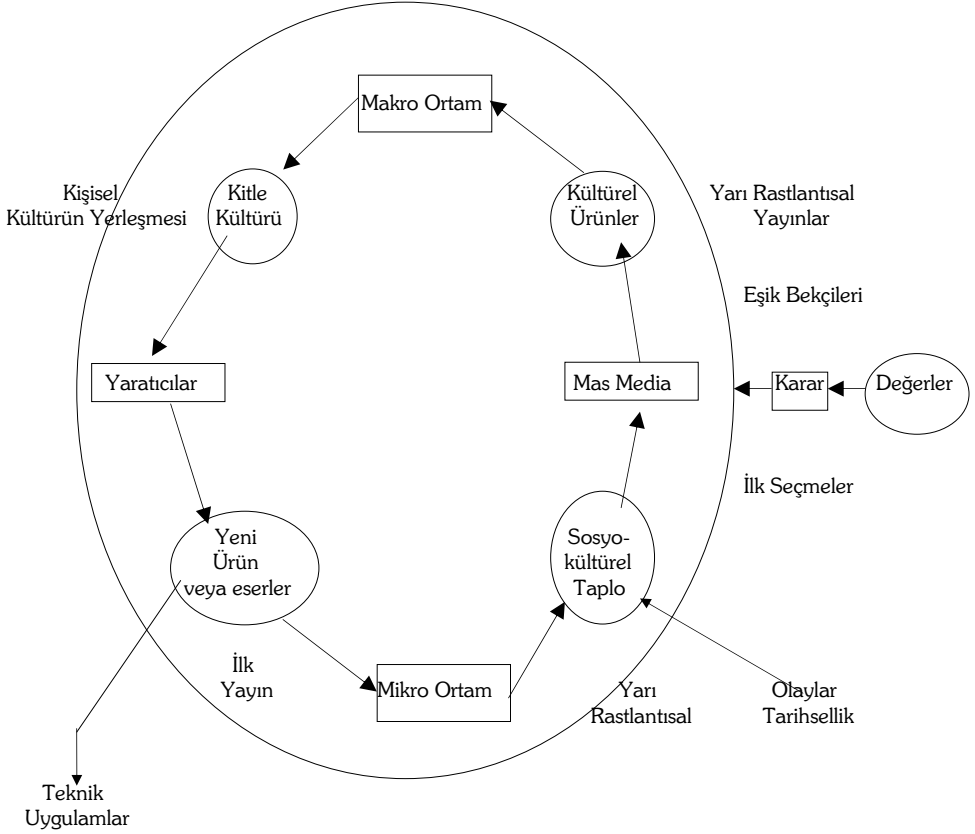 Makro Ortam
Kişisel
Kültürün Yerleşmesi
Kitle
Kültürü
Kültürel
Ürünler
Yarı Rastlantısal
Yayınlar
Eşik Bekçileri
Yaratıcılar
Mas Media
Karar
Değerler
İlk Seçmeler
Yeni
Ürün
veya eserler
Sosyo-
kültürel
Taplo
İlk
Yayın
Mikro Ortam
Yarı
Rastlantısal
Olaylar
Tarihsellik
Teknik
Uygulamlar